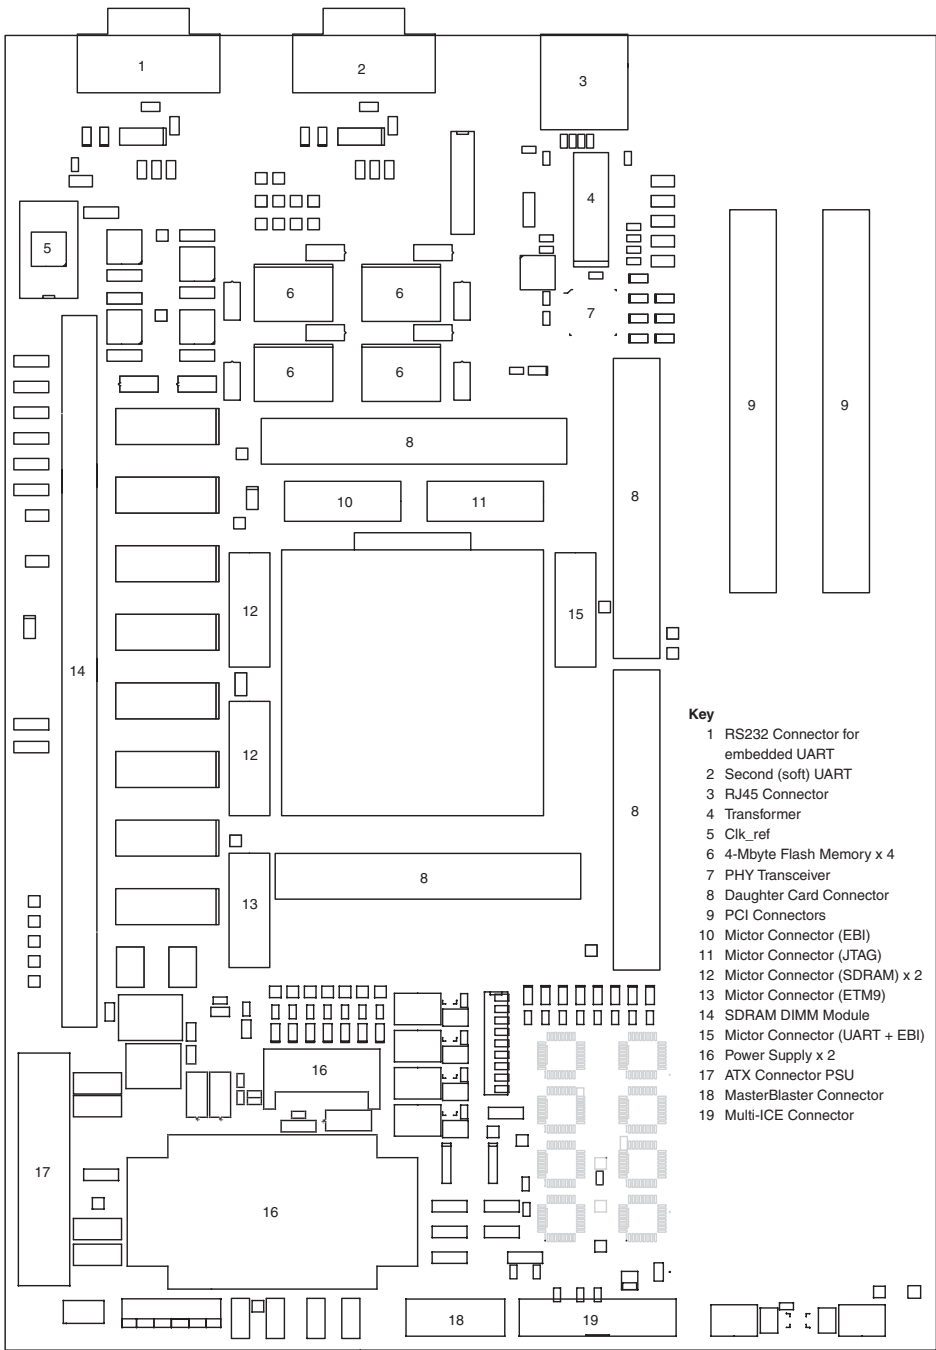 1
2
3
4
5
6
6
7
6
6
9
9
8
8
10
11
12
15
14
12
8
8
13
16
17
16
18
19
Key
1 RS232 Connector for
embedded UART
2 Second (soft) UART
3 RJ45 Connector
4 Transformer
5 Clk_ref
6 4-Mbyte Flash Memory x 4
7 PHY Transceiver
8 Daughter Card Connector
9 PCI Connectors
10 Mictor Connector (EBI)
11 Mictor Connector (JTAG)
12 Mictor Connector (SDRAM) x 2
13 Mictor Connector (ETM9)
14 SDRAM DIMM Module
15 Mictor Connector (UART + EBI)
16 Power Supply x 2
17 ATX Connector PSU
18 MasterBlaster Connector
19 Multi-ICE Connector